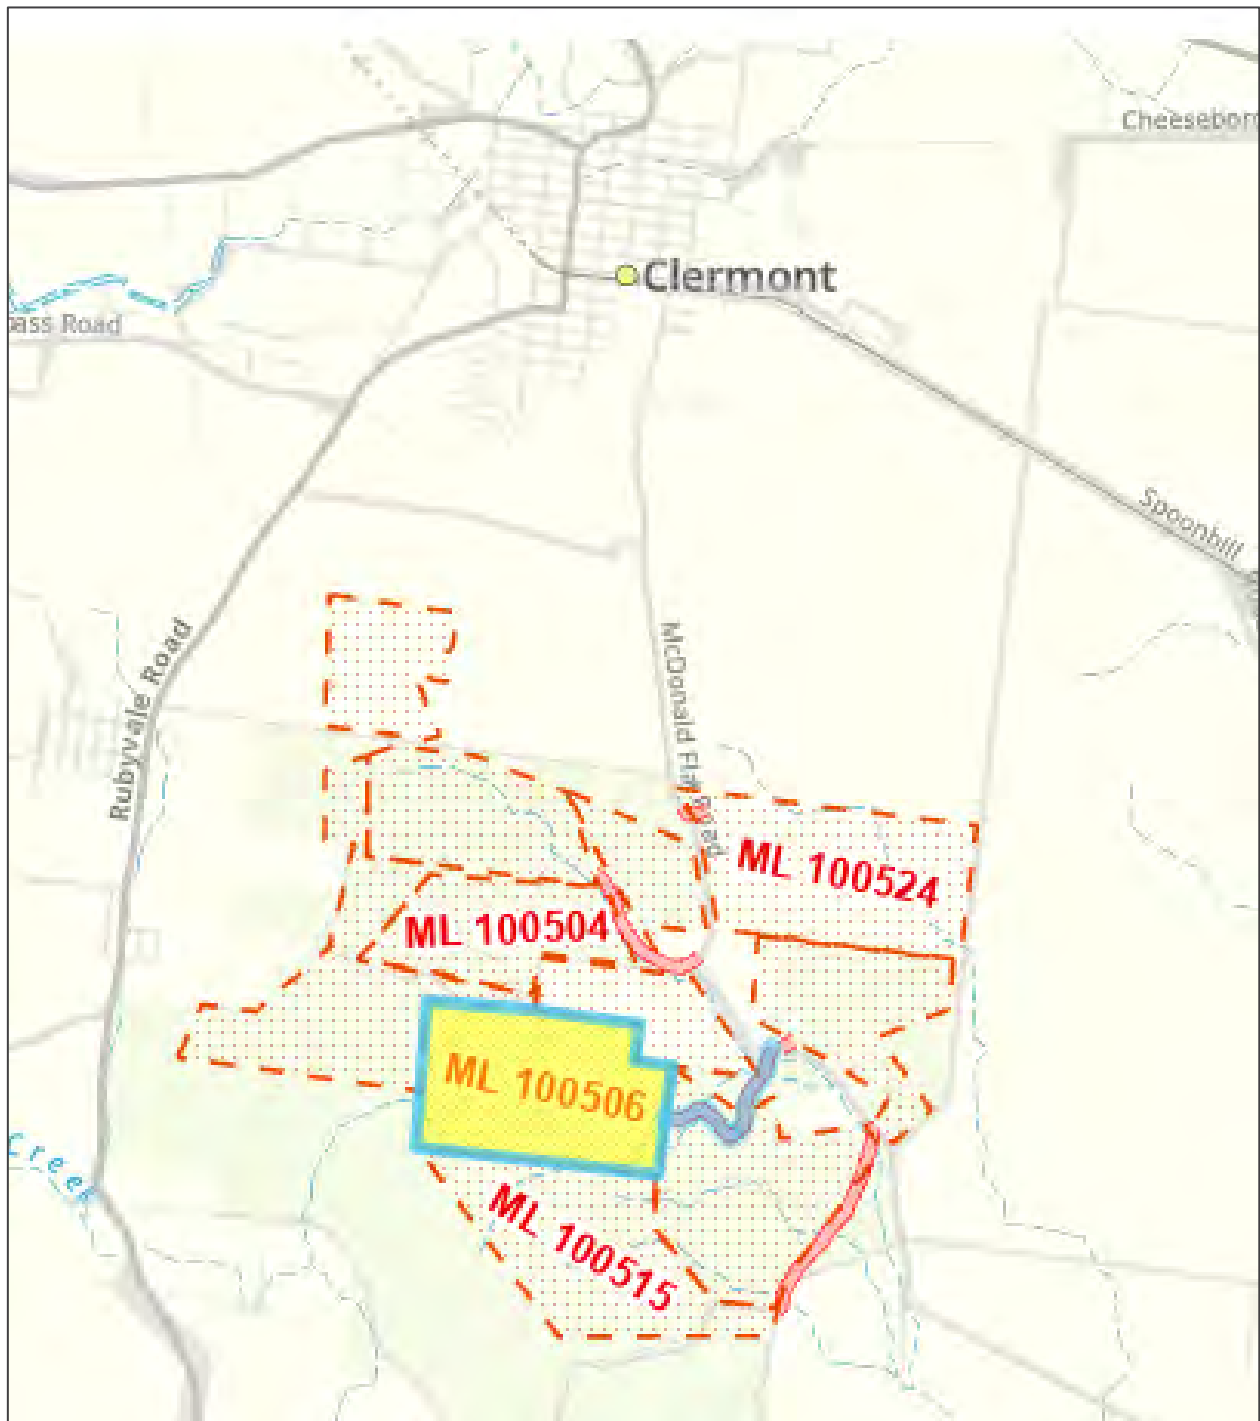 Cheesebor
Clermont
ass Road
Spoonhill
Rubyvale Road
McDonald Flat Road
ML 100524
ML 100504
ML 100506
Creek
ML 100515